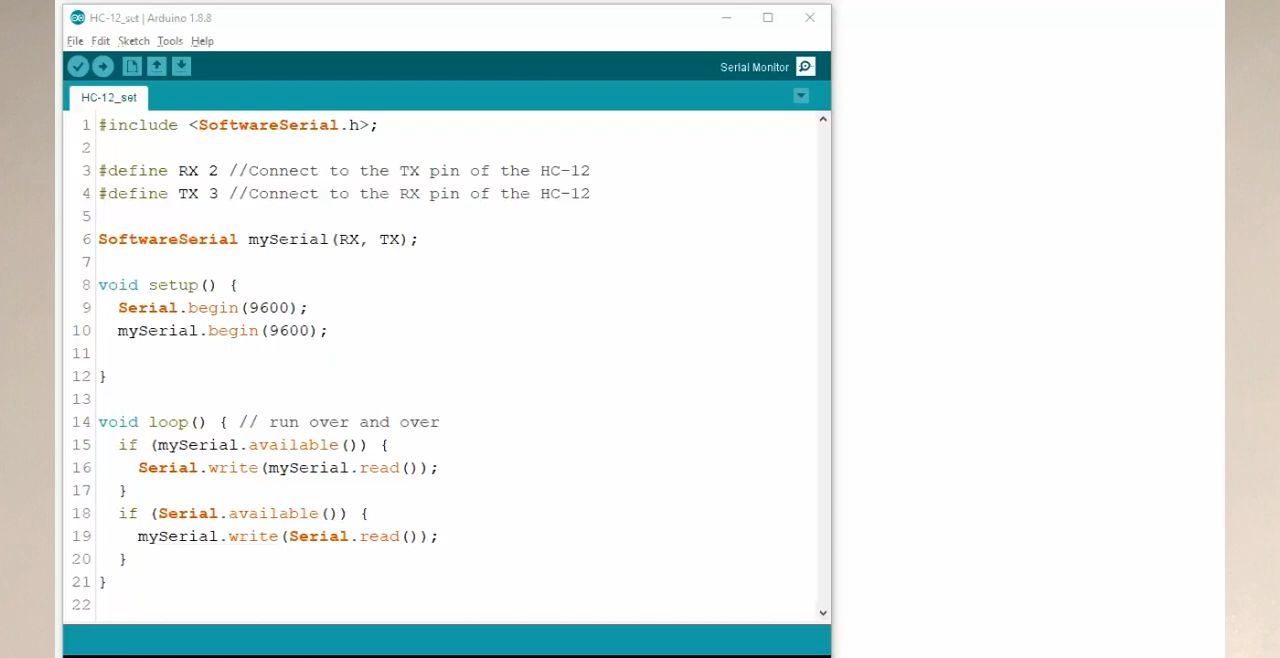 HC-12_set | Arduino 1.8.8
File Edit Sketch Tools Help
Serial Monitor
HC-12_set
1 #include <SoftwareSerial.h>;
2
3 #define RX 2 //Connect to the TX pin of the HC-12
4 #define TX 3 //Connect to the RX pin of the HC-12
5
6 SoftwareSerial mySerial(RX, TX);
7
8 void setup() {
9   Serial.begin(9600);
10   mySerial.begin(9600);
11
12 }
13
14 void loop() { // run over and over
15   if (mySerial.available()) {
16     Serial.write(mySerial.read());
17   }
18   if (Serial.available()) {
19     mySerial.write(Serial.read());
20   }
21 }
22